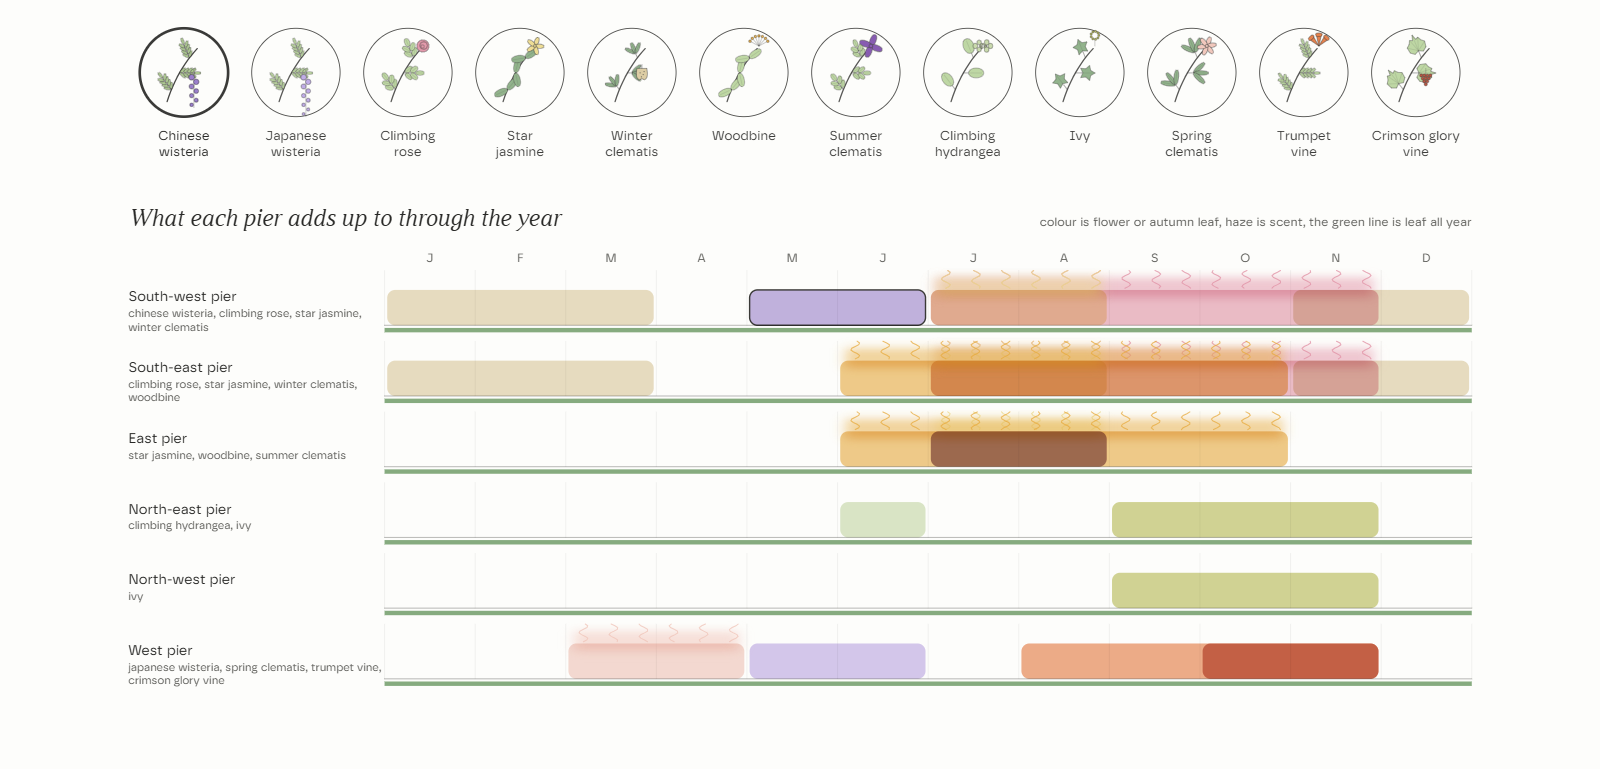 Chinese
wisteria
Japanese
wisteria
Climbing
rose
Star
jasmine
Winter
clematis
Woodbine
Summer
clematis
Climbing
hydrangea
Ivy
Spring
clematis
Trumpet
vine
Crimson glory
vine
What each pier adds up to through the year
colour is flower or autumn leaf, haze is scent, the green line is leaf all year
J F M A M J J A S O N D
South-west pier
chinese wisteria, climbing rose, star jasmine,
winter clematis
South-east pier
climbing rose, star jasmine, winter clematis,
woodbine
East pier
star jasmine, woodbine, summer clematis
North-east pier
climbing hydrangea, ivy
North-west pier
ivy
West pier
japanese wisteria, spring clematis, trumpet vine,
crimson glory vine